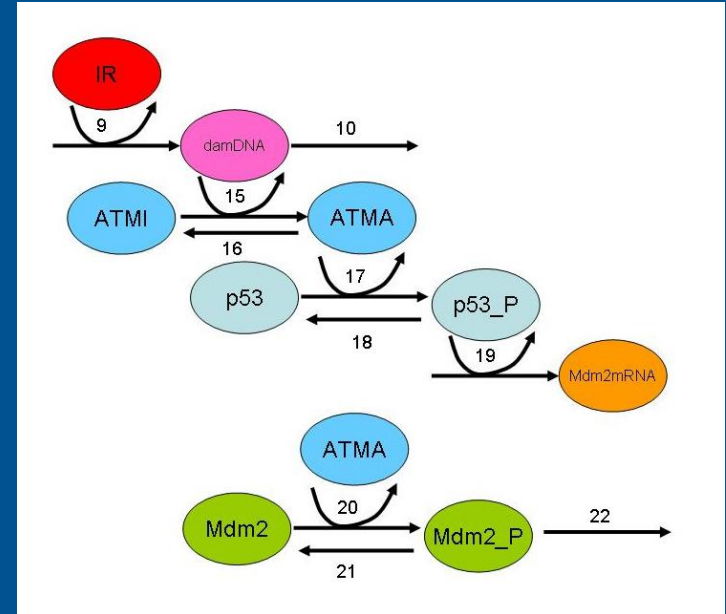 IR
9
damDNA
10
ATMI
15
ATMA
16
p53
17
p53_P
18
19
Mdm2mRNA
ATMA
Mdm2
20
Mdm2_P
22
21